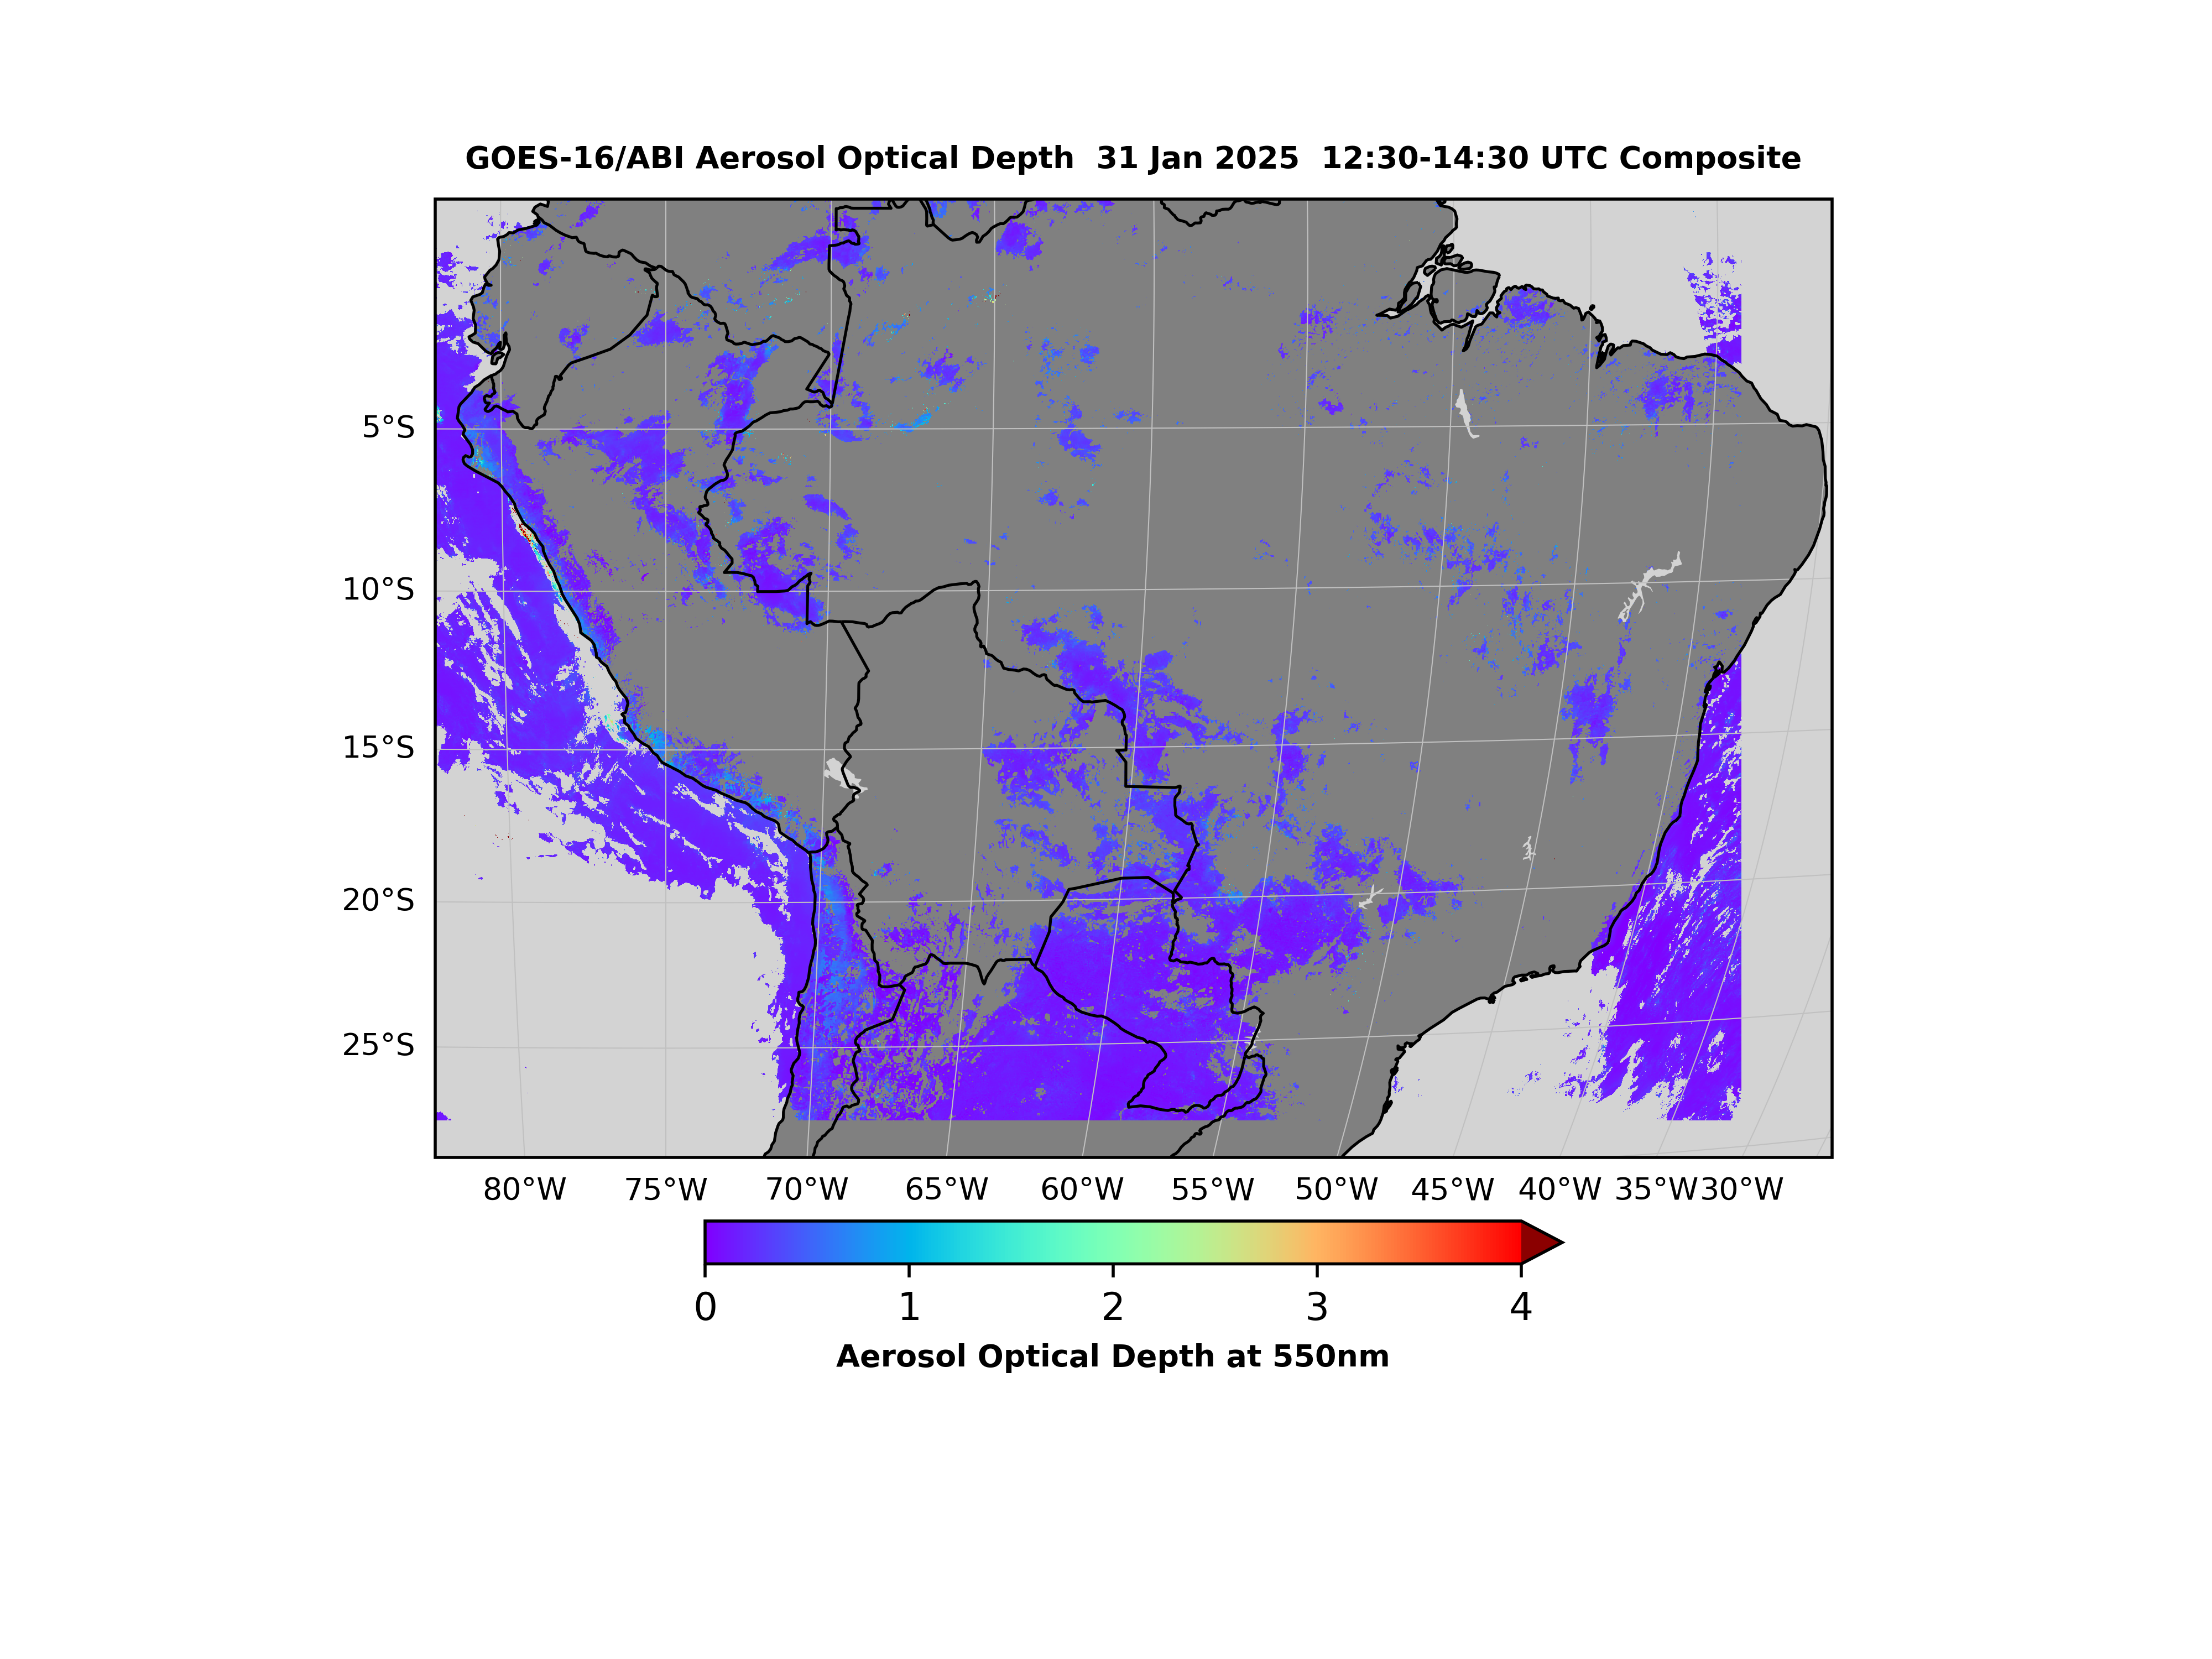 GOES-16/ABI Aerosol Optical Depth  31 Jan 2025  12:30-14:30 UTC Composite
5°S
10°S
15°S
20°S
25°S
80°W 75°W 70°W 65°W 60°W 55°W 50°W 45°W 40°W 35°W 30°W
0 1 2 3 4
Aerosol Optical Depth at 550nm